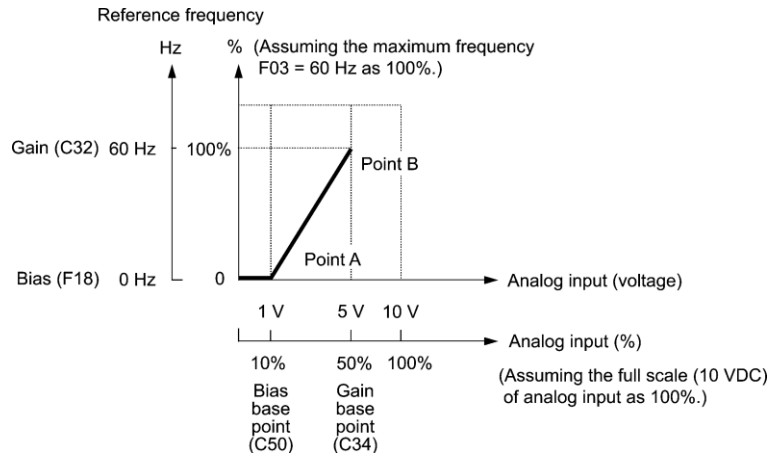 Reference frequency
Hz
% (Assuming the maximum frequency
F03 = 60 Hz as 100%.)
Gain (C32) 60 Hz 100%
Point B
Point A
Bias (F18) 0 Hz 0
Analog input (voltage)
1 V 5 V 10 V
Analog input (%)
10% 50% 100%
(Assuming the full scale (10 VDC)
of analog input as 100%.)
Bias
base
point
(C50)
Gain
base
point
(C34)